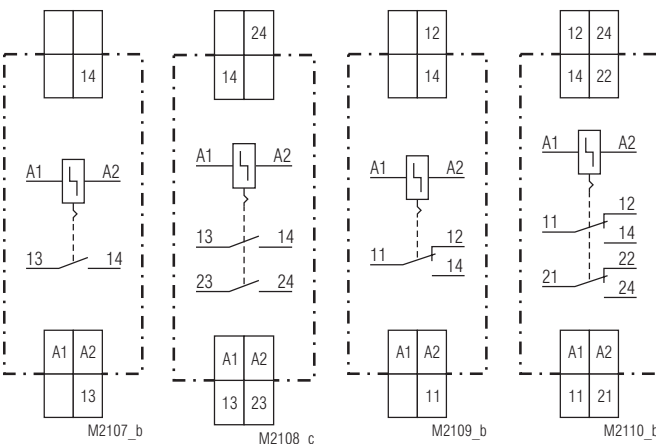 14
A1 A2
13 14
A1 A2
13
M2107_b
24
14
A1 A2
13 14
23 24
A1 A2
13 23
M2108_c
12
14
A1 A2
12
11
14
A1 A2
11
M2109_b
12 24
14 22
A1 A2
12
11
14
22
21
24
A1 A2
11 21
M2110_b